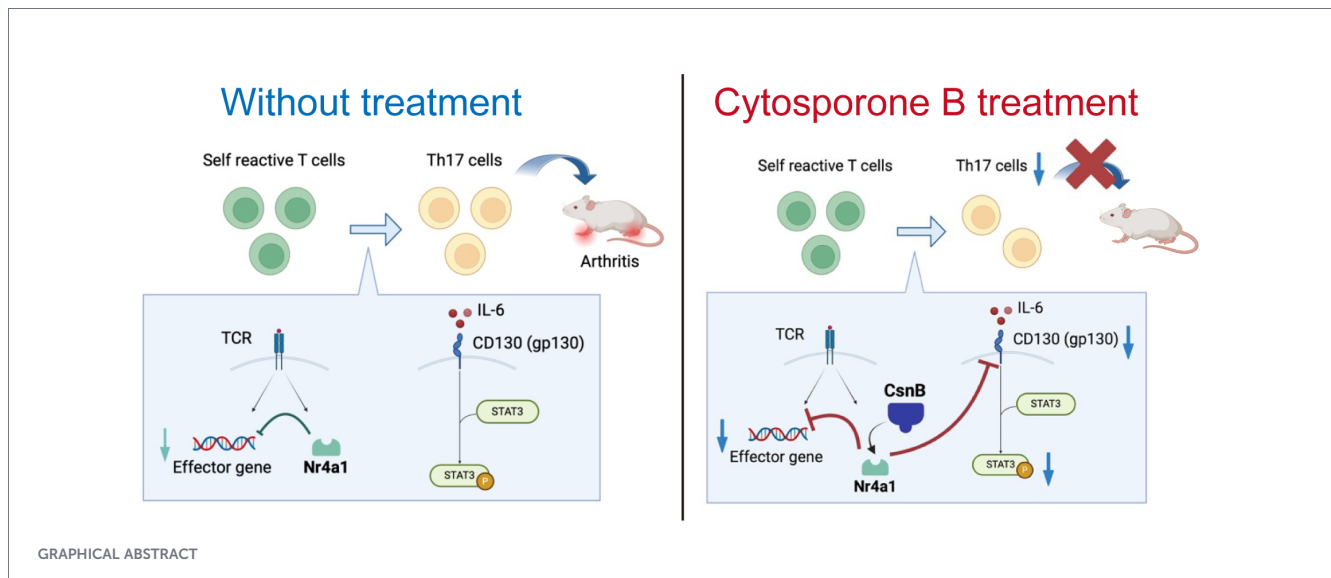 Without treatment
Self reactive T cells
Th17 cells
Arthritis
IL-6
TCR
CD130 (gp130)
STAT3
Effector gene
Nr4a1
STAT3
P
Cytosporone B treatment
Self reactive T cells
Th17 cells
IL-6
TCR
CD130 (gp130)
CsnB
STAT3
Effector gene
STAT3
P
Nr4a1
GRAPHICAL ABSTRACT